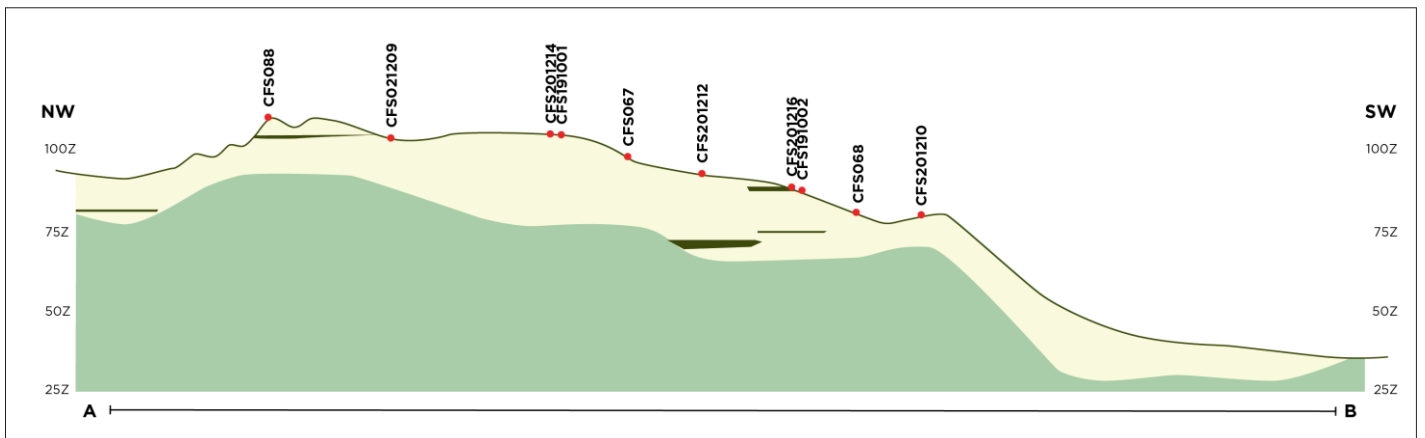 CFS088
CFS021209
CFS201214
CFS191001
CFS067
CFS201212
CFS201216
CFS191002
CFS068
CFS201210
NW
SW
100Z
100Z
75Z
75Z
50Z
50Z
25Z
25Z
A
B